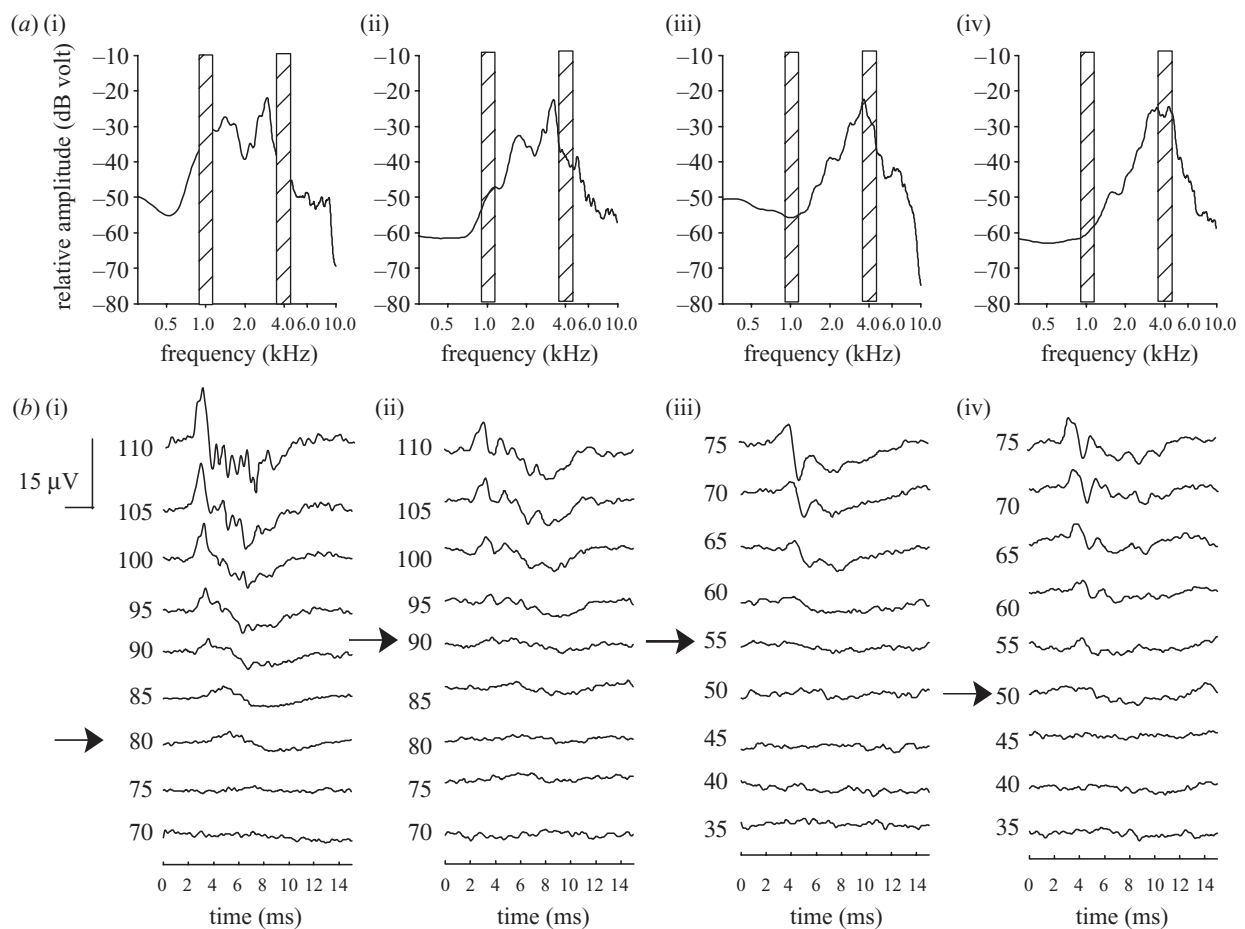 (a) (i) (ii) (iii) (iv)
relative amplitude (dB volt)
–10 –10 –10 –10
–20 –20 –20 –20
–30 –30 –30 –30
–40 –40 –40 –40
–50 –50 –50 –50
–60 –60 –60 –60
–70 –70 –70 –70
–80 –80 –80 –80
0.5 1.0 2.0 4.0 6.0 10.0 0.5 1.0 2.0 4.0 6.0 10.0 0.5 1.0 2.0 4.0 6.0 10.0 0.5 1.0 2.0 4.0 6.0 10.0
frequency (kHz) frequency (kHz) frequency (kHz) frequency (kHz)
(b) (i) (ii) (iii) (iv)
15 µV
110 110 75 75
105 105 70 70
100 100 65 65
95 95 60 60
90 90 55 55
85 85 50 50
80 80 45 45
75 75 40 40
70 70 35 35
0 2 4 6 8 10 12 14 0 2 4 6 8 10 12 14 0 2 4 6 8 10 12 14 0 2 4 6 8 10 12 14
time (ms) time (ms) time (ms) time (ms)